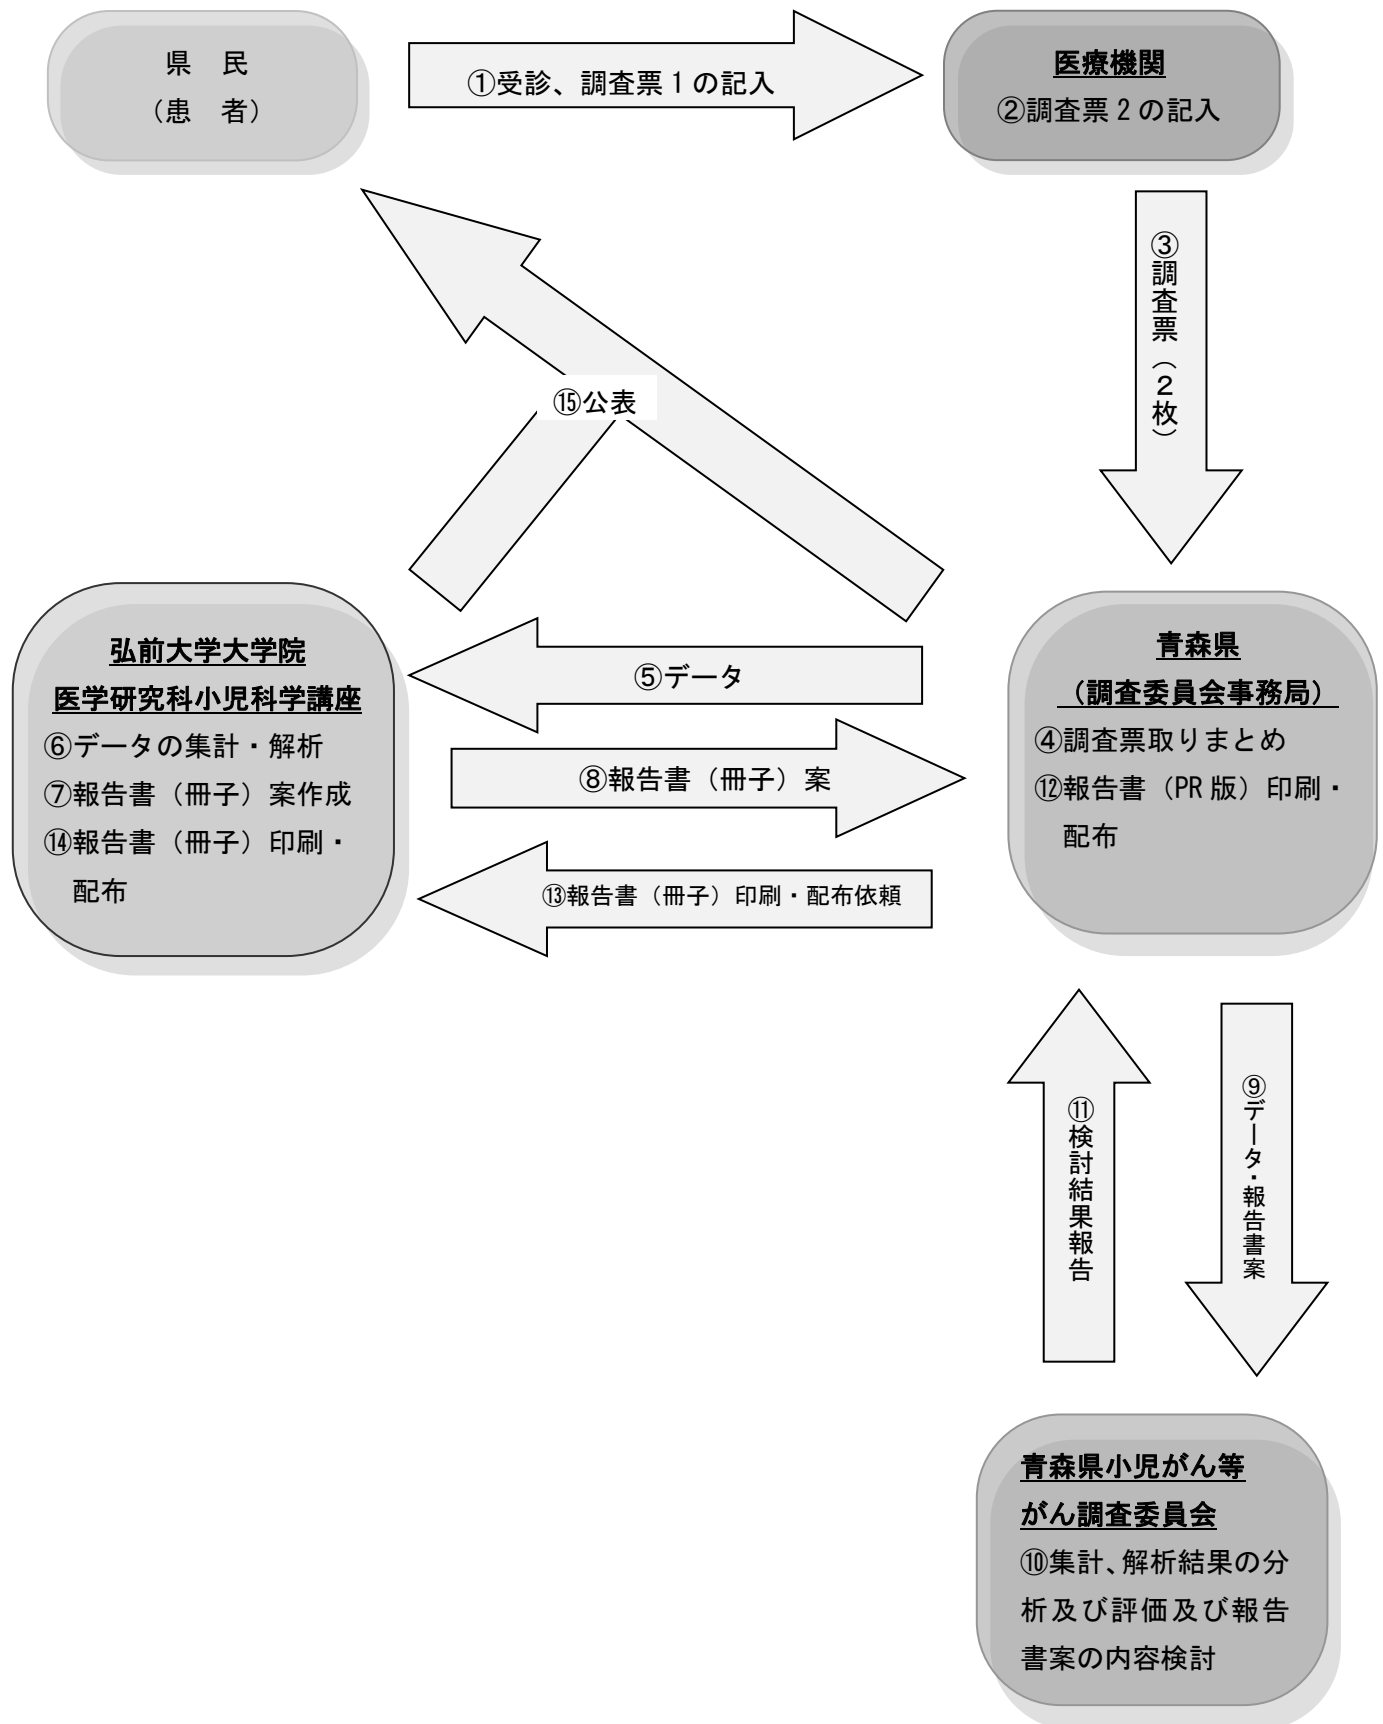 県　民
（患　者）
①受診、調査票１の記入
医療機関
②調査票２の記入
③調査票（２枚）
⑮公表
弘前大学大学院
医学研究科小児科学講座
⑥データの集計・解析
⑦報告書（冊子）案作成
⑭報告書（冊子）印刷・
配布
⑤データ
⑧報告書（冊子）案
⑬報告書（冊子）印刷・配布依頼
青森県
（調査委員会事務局）
④調査票取りまとめ
⑫報告書（PR 版）印刷・
配布
⑪検討結果報告
⑨データ・報告書案
青森県小児がん等
がん調査委員会
⑩集計、解析結果の分
析及び評価及び報告
書案の内容検討